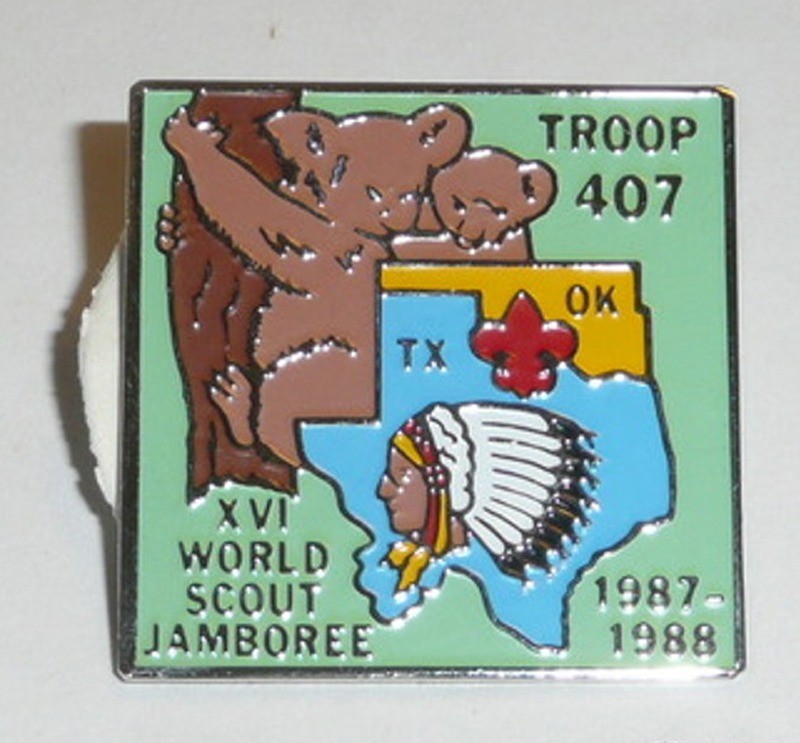 TROOP
407
OK
TX
XVI
WORLD
SCOUT
JAMBOREE
1987-
1988